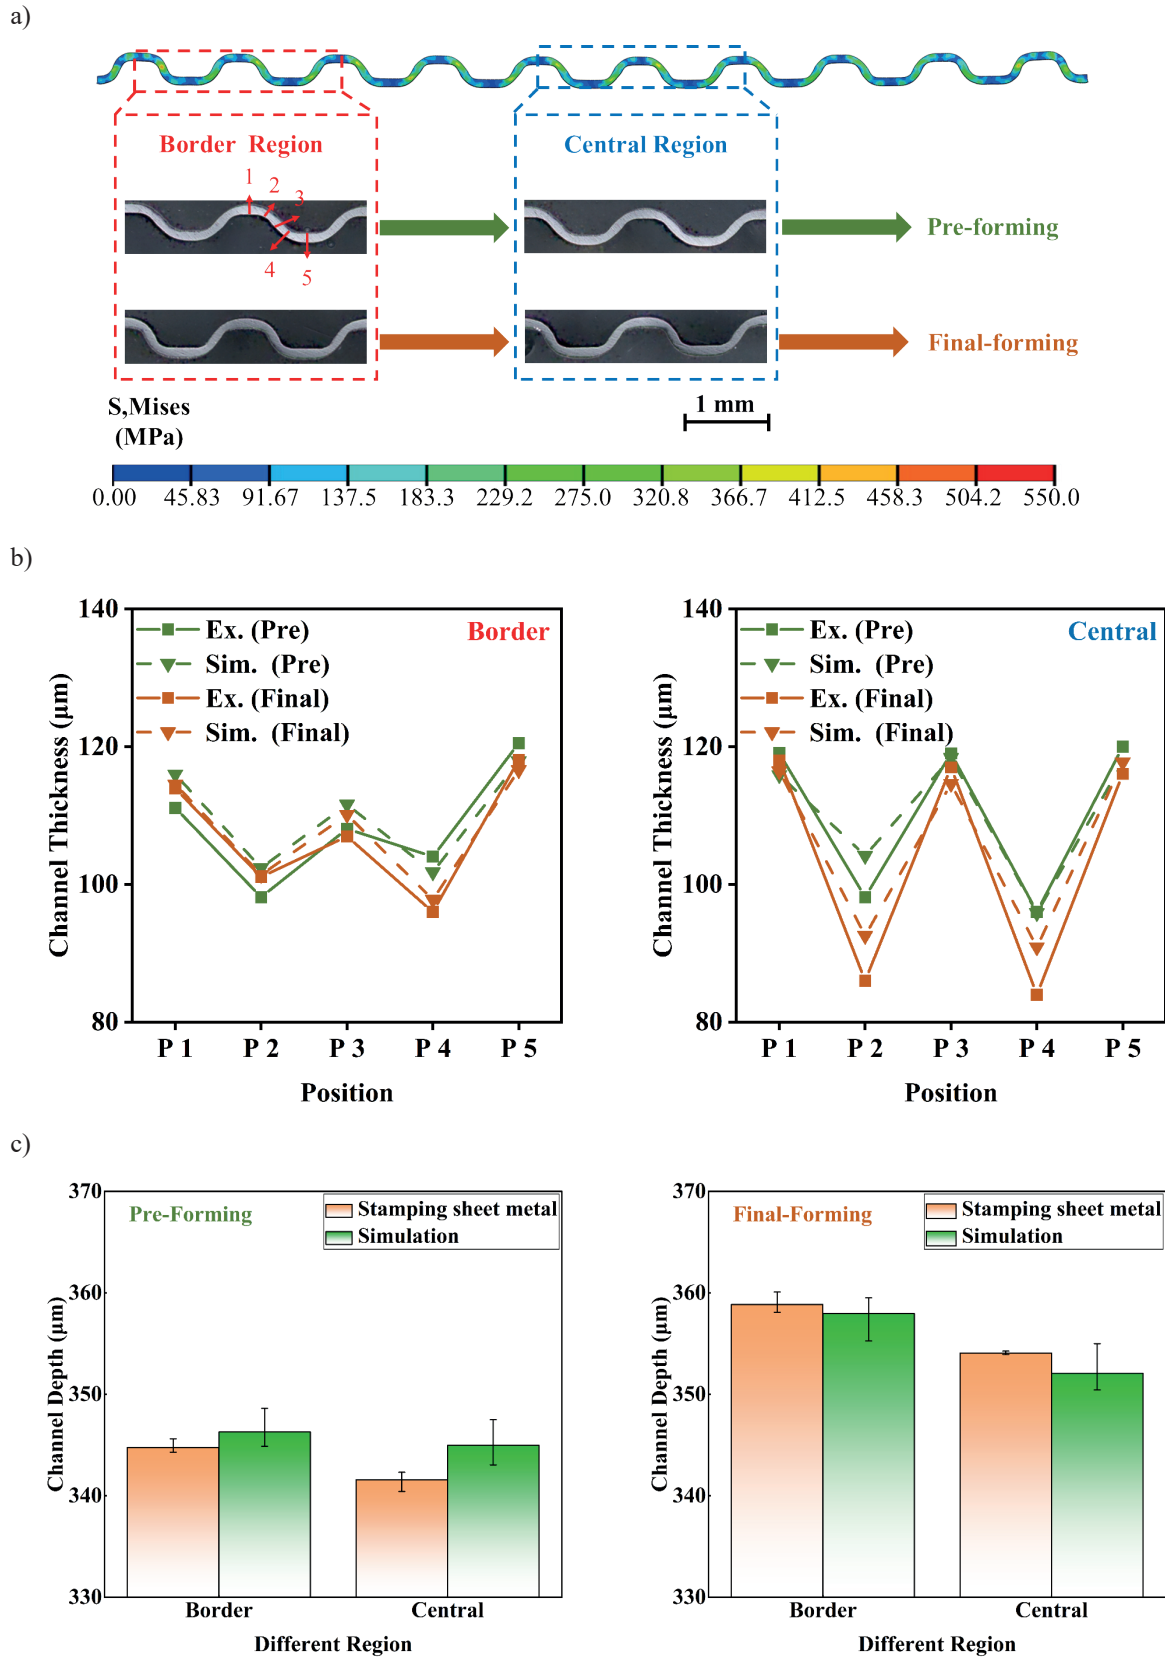 a)
Border Region
Central Region
1
2
3
4
5
Pre-forming
Final-forming
S,Mises
(MPa)
1 mm
0.00 45.83 91.67 137.5 183.3 229.2 275.0 320.8 366.7 412.5 458.3 504.2 550.0
b)
140
120
100
80
Channel Thickness (μm)
Ex. (Pre)
Sim. (Pre)
Ex. (Final)
Sim. (Final)
Border
P 1 P 2 P 3 P 4 P 5
Position
140
120
100
80
Channel Thickness (μm)
Ex. (Pre)
Sim. (Pre)
Ex. (Final)
Sim. (Final)
Central
P 1 P 2 P 3 P 4 P 5
Position
c)
370
360
350
340
330
Channel Depth (μm)
Pre-Forming
Stamping sheet metal
Simulation
Border Central
Different Region
370
360
350
340
330
Channel Depth (μm)
Final-Forming
Stamping sheet metal
Simulation
Border Central
Different Region